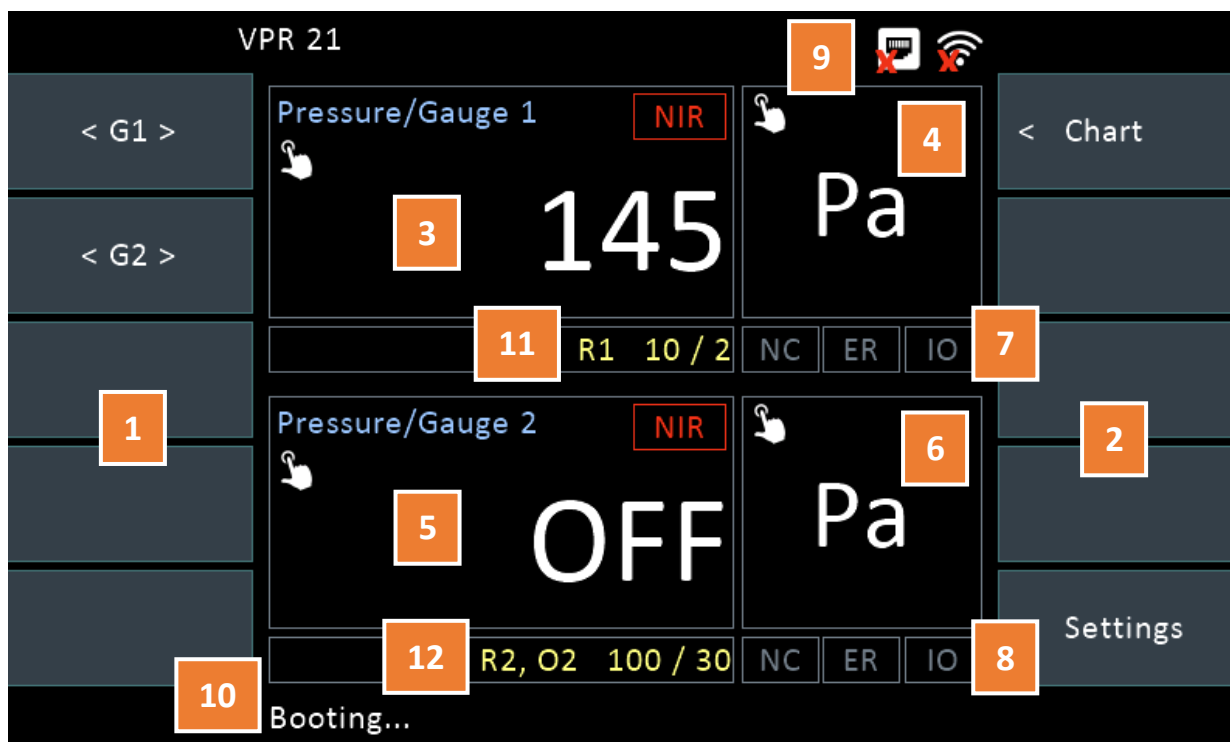 VPR 21
9
< G1 >
Pressure/Gauge 1 NIR
4
< Chart
3
145
Pa
< G2 >
11
R1 10 / 2
NC ER IO
7
1
Pressure/Gauge 2 NIR
6
2
5
OFF
Pa
12
R2, O2 100 / 30
NC ER IO
8
Settings
10
Booting...